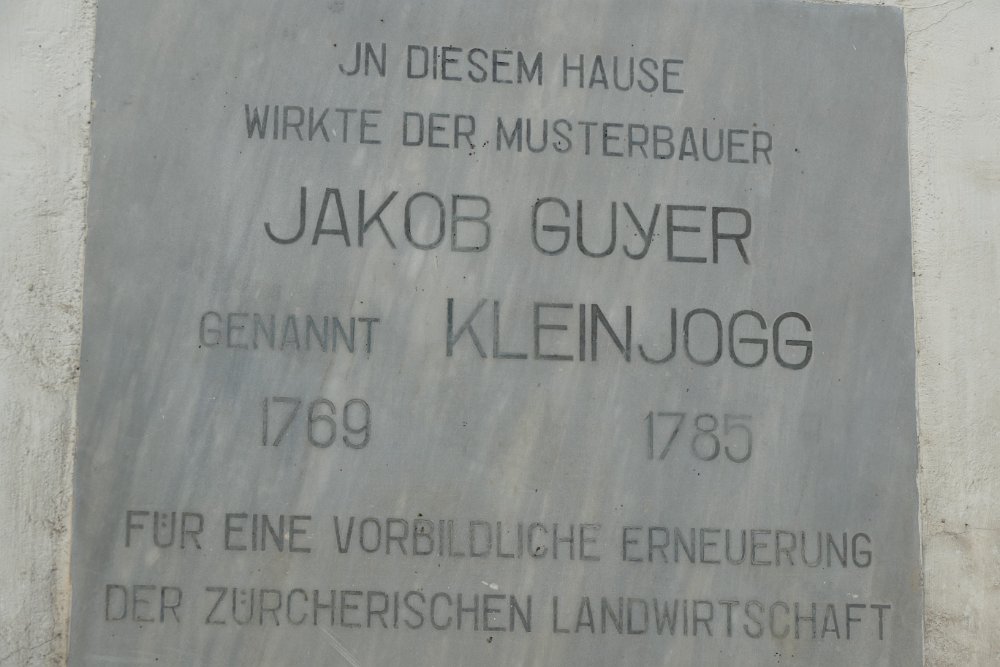 JN DIESEM HAUSE
WIRKTE DER MUSTERBAUER
JAKOB GUYER
GENANNT KLEINJOGG
1769 1785
FÜR EINE VORBILDLICHE ERNEUERUNG
DER ZÜRCHERISCHEN LANDWIRTSCHAFT